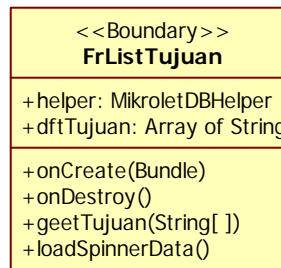 <<Boundary>>
FrListTujuan
+helper: MikroletDBHelper
+dftTujuan: Array of String
+onCreate(Bundle)
+onDestroy()
+geetTujuan(String[ ])
+loadSpinnerData()